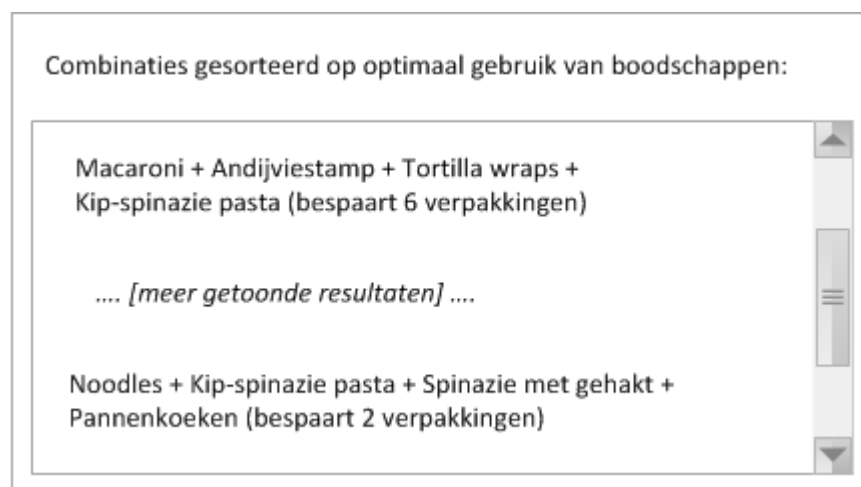 Combinaties gesorteerd op optimaal gebruik van boodschappen:
Macaroni + Andijviestamp + Tortilla wraps +
Kip-spinazie pasta (bespaart 6 verpakkingen)
.... [meer getoonde resultaten] ....
Noodles + Kip-spinazie pasta + Spinazie met gehakt +
Pannenkoeken (bespaart 2 verpakkingen)